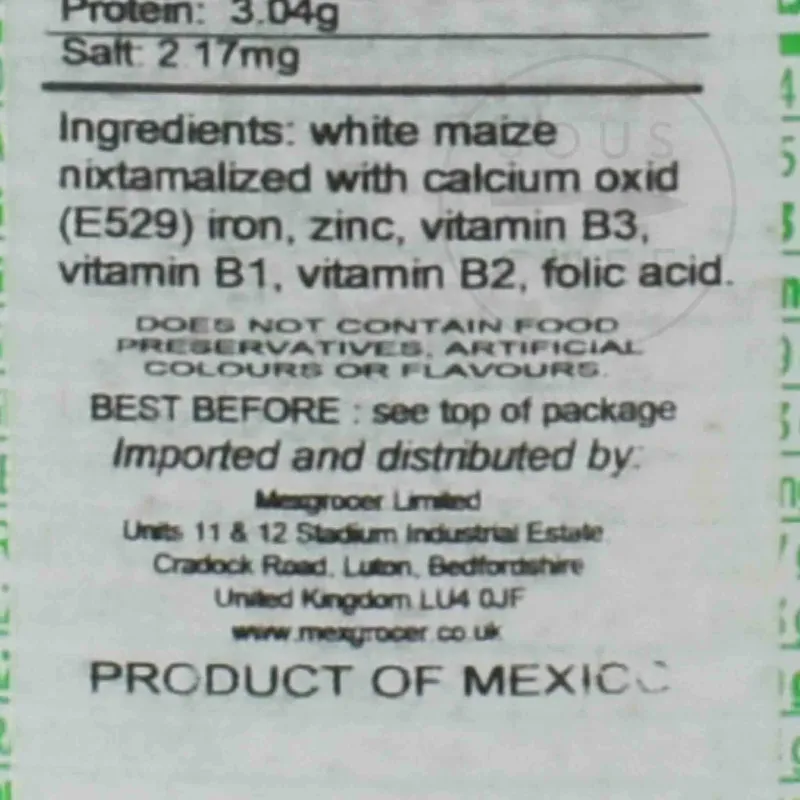 Protein: 3.04g
Salt: 2.17mg
Ingredients: white maize
nixtamalized with calcium oxid
(E529) iron, zinc, vitamin B3,
vitamin B1, vitamin B2, folic acid.
DOES NOT CONTAIN FOOD
PRESERVATIVES, ARTIFICIAL
COLOURS OR FLAVOURS.
BEST BEFORE : see top of package
Imported and distributed by:
Mexgrocer Limited
Units 11 & 12 Stadium Industrial Estate
Cradock Road, Luton, Bedfordshire
United Kingdom LU4 0JF
www.mexgrocer.co.uk
PRODUCT OF MEXICO